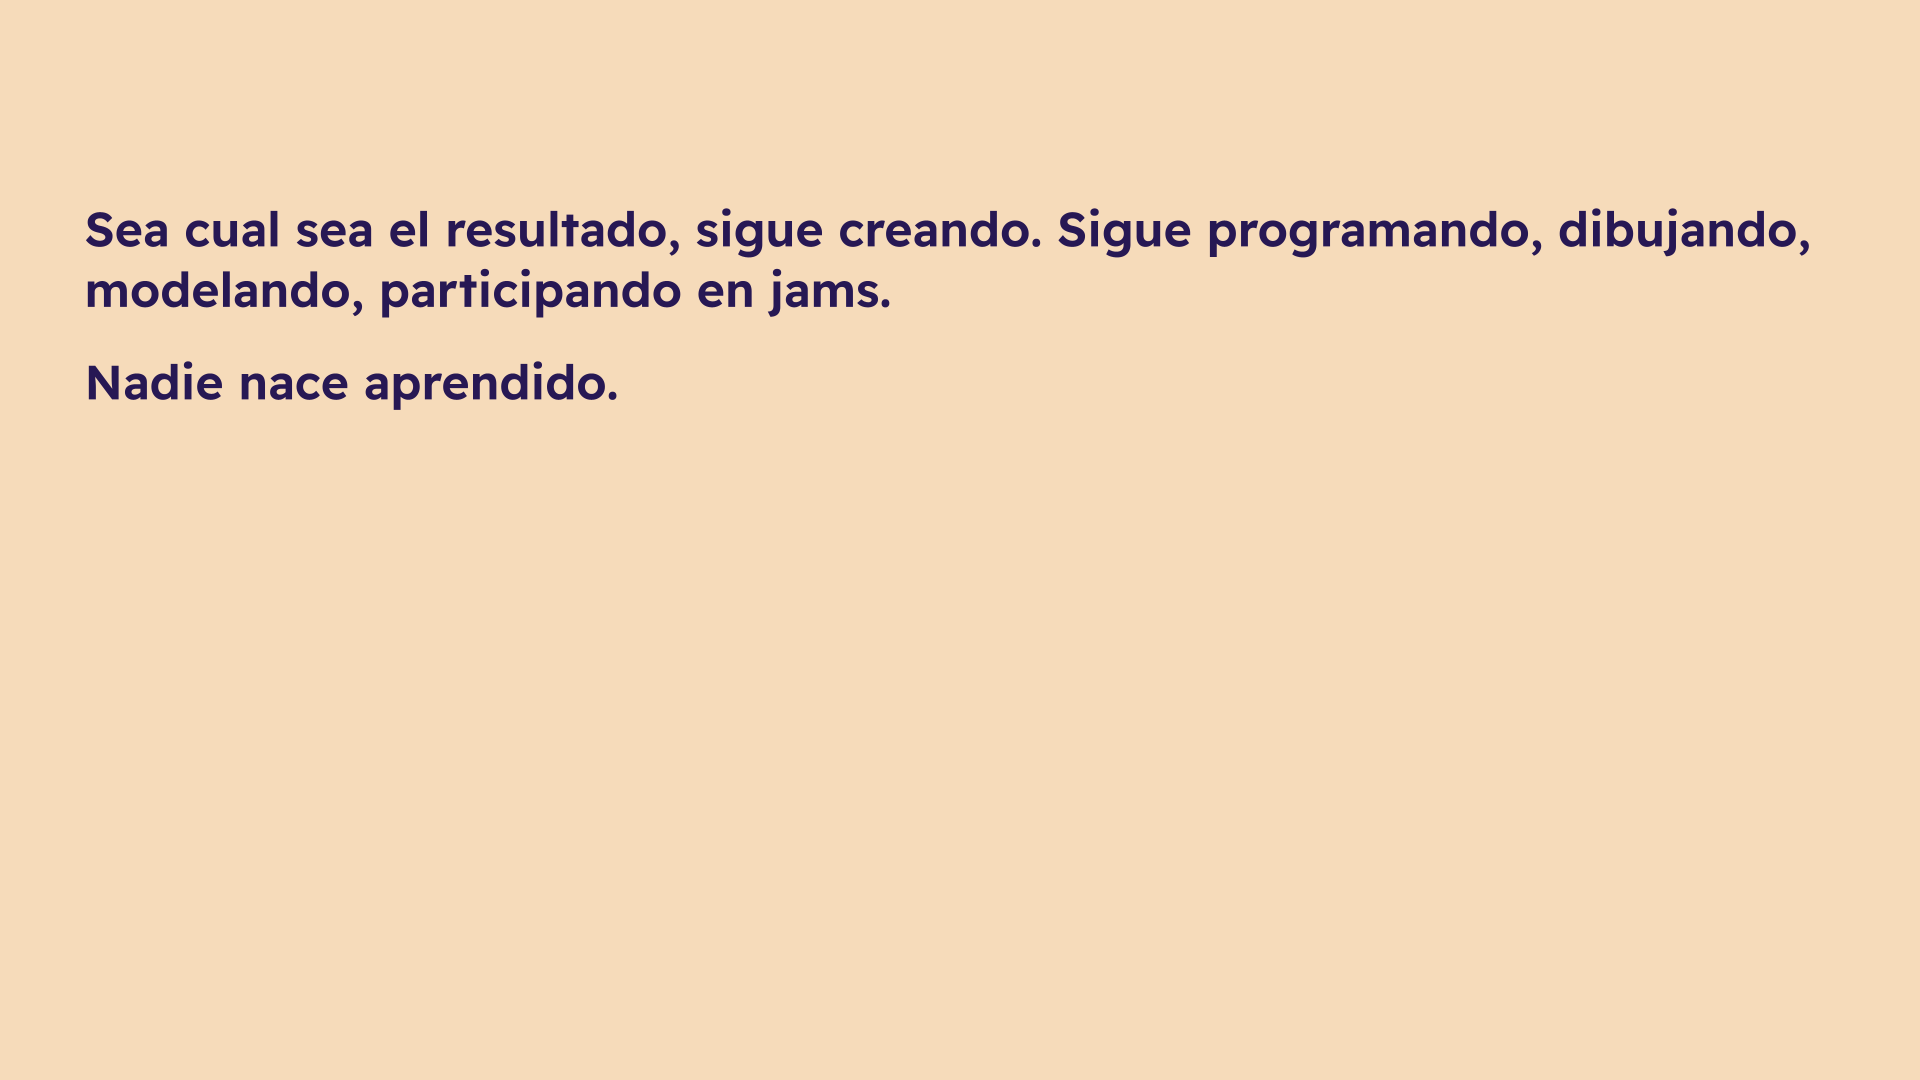 Sea cual sea el resultado, sigue creando. Sigue programando, dibujando,
modelando, participando en jams.
Nadie nace aprendido.